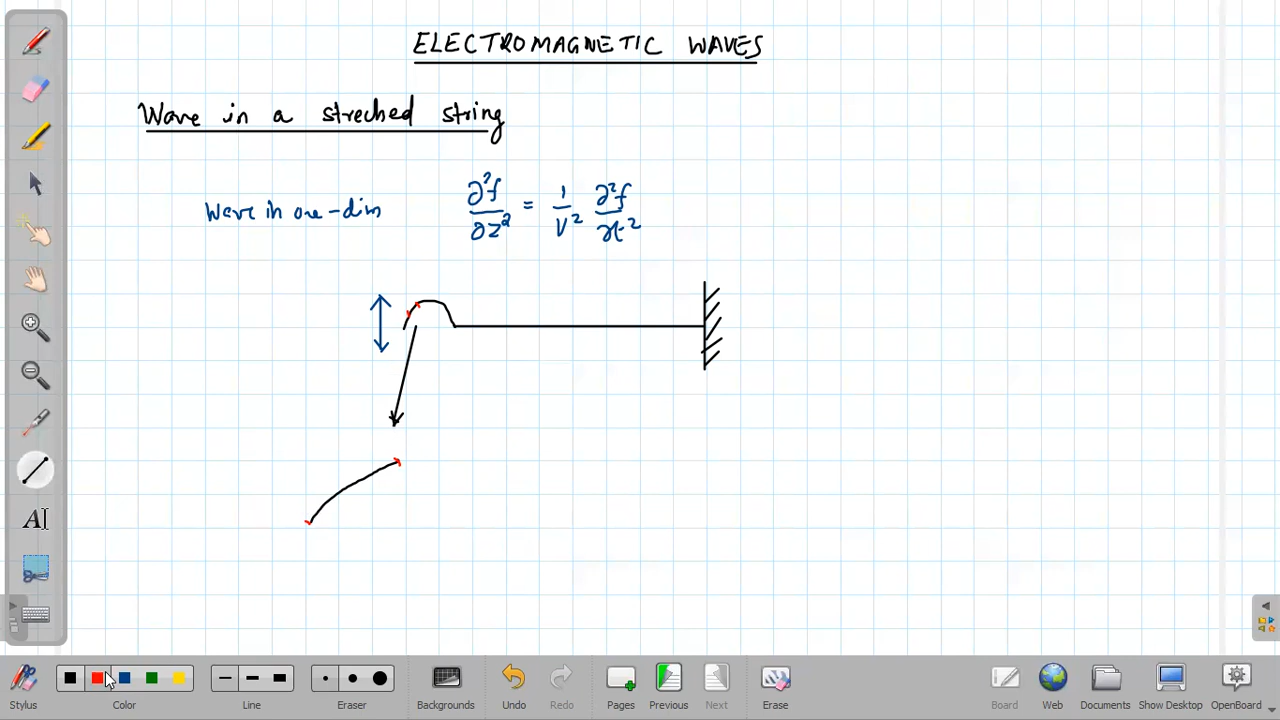 ELECTROMAGNETIC WAVES
Wave in a streched string
Wave in one-dim ∂²f/∂z² = 1/V² ∂²f/∂t²
Stylus Color Line Eraser Backgrounds Undo Redo Pages Previous Next Erase Board Web Documents Show Desktop OpenBoard